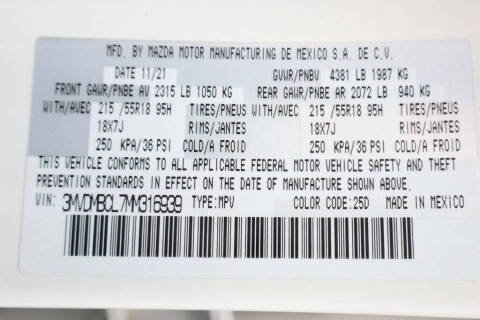 MFD. BY MAZDA MOTOR MANUFACTURING DE MEXICO S.A. DE C.V.
DATE 11/21 GVWR/PNBV 4381 LB 1987 KG
FRONT GAWR/PNBE AV 2315 LB 1050 KG REAR GAWR/PNBE AR 2072 LB 940 KG
WITH/AVEC 215 /55R18 95H TIRES/PNEUS WITH/AVEC 215 /55R18 95H TIRES/PNEUS
18X7J RIMS/JANTES 18X7J RIMS/JANTES
250 KPA/36 PSI COLD/A FROID 250 KPA/36 PSI COLD/A FROID
THIS VEHICLE CONFORMS TO ALL APPLICABLE FEDERAL MOTOR VEHICLE SAFETY AND THEFT
PREVENTION STANDARDS IN EFFECT ON THE DATE OF MANUFACTURE SHOWN ABOVE.
VIN: 3MVDMBCL7MM316939 TYPE:MPV COLOR CODE:25D MADE IN MEXICO